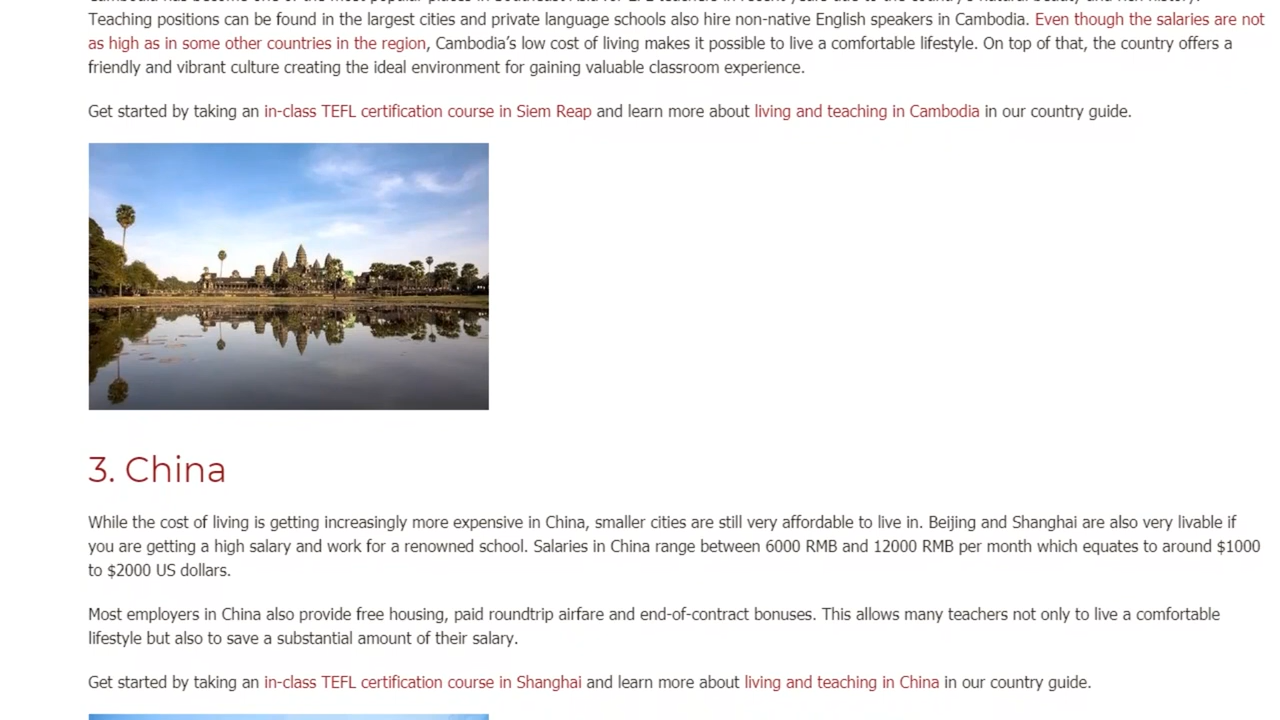 Teaching positions can be found in the largest cities and private language schools also hire non-native English speakers in Cambodia. Even though the salaries are not
as high as in some other countries in the region, Cambodia’s low cost of living makes it possible to live a comfortable lifestyle. On top of that, the country offers a
friendly and vibrant culture creating the ideal environment for gaining valuable classroom experience.
Get started by taking an in-class TEFL certification course in Siem Reap and learn more about living and teaching in Cambodia in our country guide.
3. China
While the cost of living is getting increasingly more expensive in China, smaller cities are still very affordable to live in. Beijing and Shanghai are also very livable if
you are getting a high salary and work for a renowned school. Salaries in China range between 6000 RMB and 12000 RMB per month which equates to around $1000
to $2000 US dollars.
Most employers in China also provide free housing, paid roundtrip airfare and end-of-contract bonuses. This allows many teachers not only to live a comfortable
lifestyle but also to save a substantial amount of their salary.
Get started by taking an in-class TEFL certification course in Shanghai and learn more about living and teaching in China in our country guide.